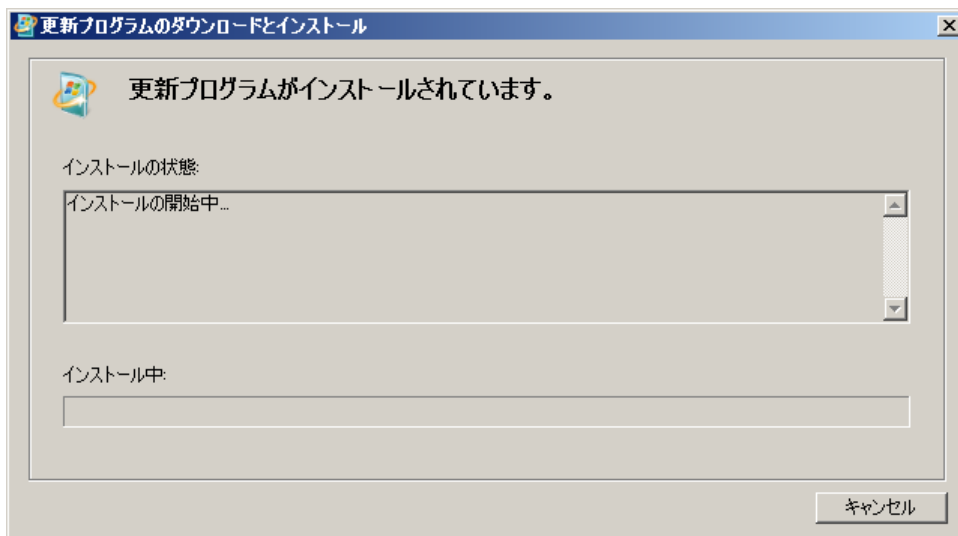 更新プログラムのダウンロードとインストール
更新プログラムがインストールされています。
インストールの状態:
インストールの開始中...
インストール中:
キャンセル